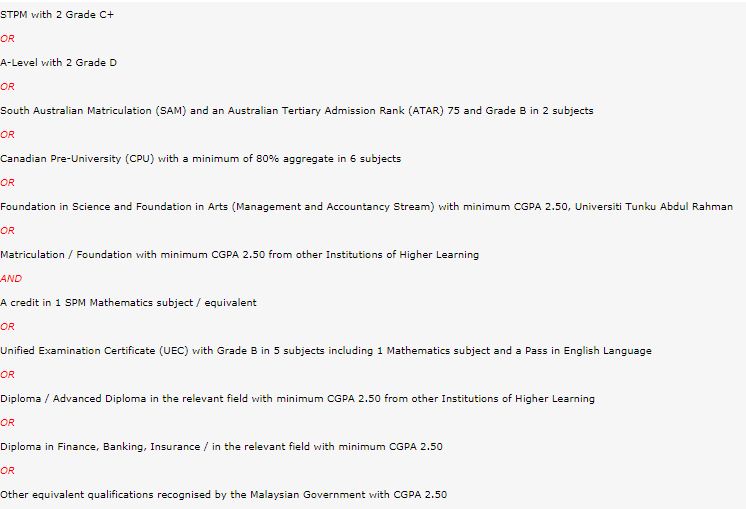 STPM with 2 Grade C+
OR
A-Level with 2 Grade D
OR
South Australian Matriculation (SAM) and an Australian Tertiary Admission Rank (ATAR) 75 and Grade B in 2 subjects
OR
Canadian Pre-University (CPU) with a minimum of 80% aggregate in 6 subjects
OR
Foundation in Science and Foundation in Arts (Management and Accountancy Stream) with minimum CGPA 2.50, Universiti Tunku Abdul Rahman
OR
Matriculation / Foundation with minimum CGPA 2.50 from other Institutions of Higher Learning
AND
A credit in 1 SPM Mathematics subject / equivalent
OR
Unified Examination Certificate (UEC) with Grade B in 5 subjects including 1 Mathematics subject and a Pass in English Language
OR
Diploma / Advanced Diploma in the relevant field with minimum CGPA 2.50 from other Institutions of Higher Learning
OR
Diploma in Finance, Banking, Insurance / in the relevant field with minimum CGPA 2.50
OR
Other equivalent qualifications recognised by the Malaysian Government with CGPA 2.50